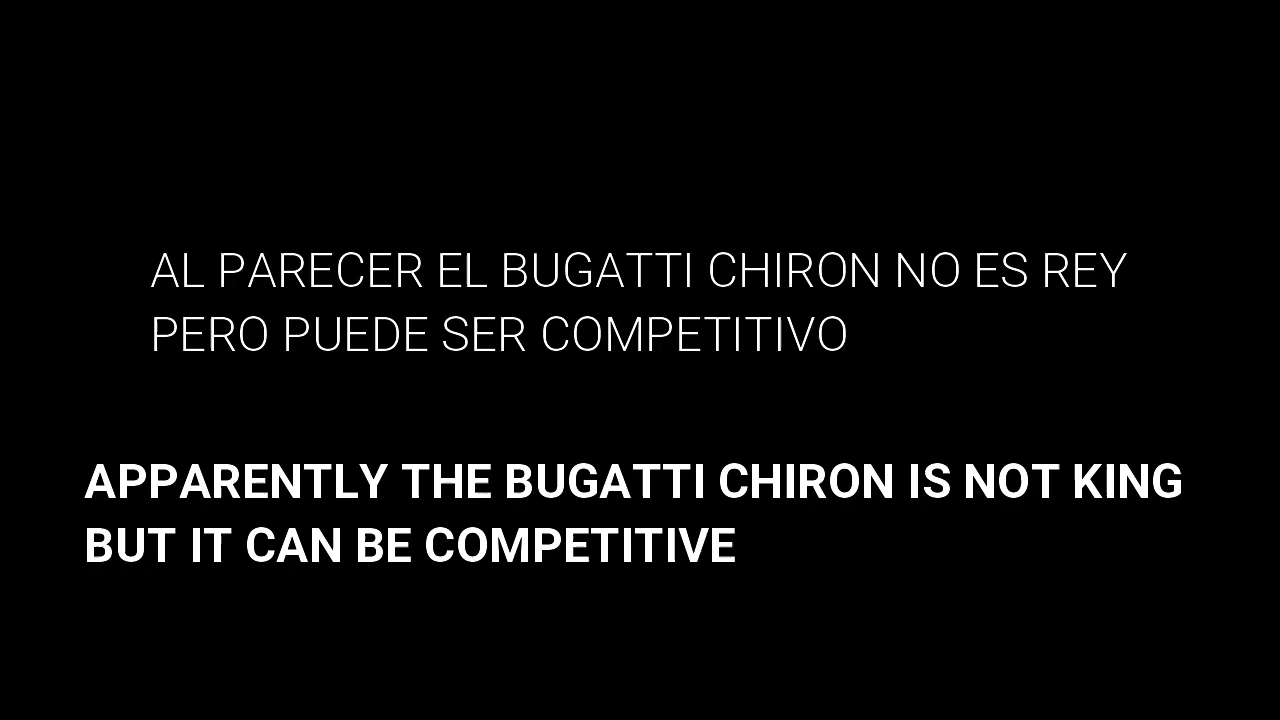 AL PARECER EL BUGATTI CHIRON NO ES REY
PERO PUEDE SER COMPETITIVO
APPARENTLY THE BUGATTI CHIRON IS NOT KING
BUT IT CAN BE COMPETITIVE